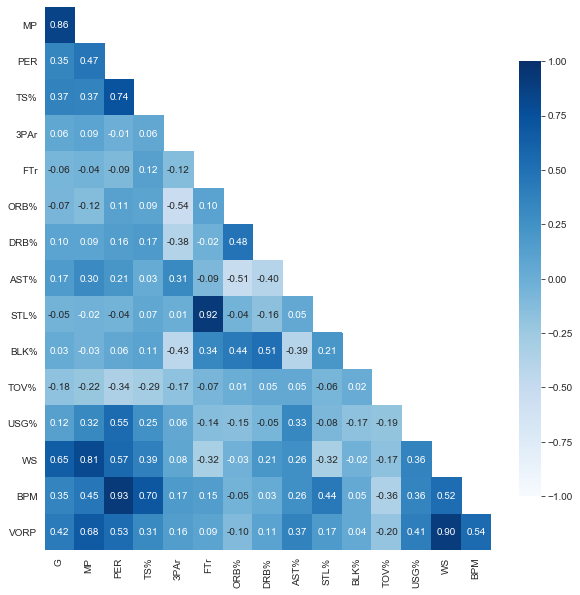 MP 0.86
PER 0.35 0.47
TS% 0.37 0.37 0.74
3PAr 0.06 0.09 -0.01 0.06
FTr -0.06 -0.04 -0.09 0.12 -0.12
ORB% -0.07 -0.12 0.11 0.09 -0.54 0.10
DRB% 0.10 0.09 0.16 0.17 -0.38 -0.02 0.48
AST% 0.17 0.30 0.21 0.03 0.31 -0.09 -0.51 -0.40
STL% -0.05 -0.02 -0.04 0.07 0.01 0.92 -0.04 -0.16 0.05
BLK% 0.03 -0.03 0.06 0.11 -0.43 0.34 0.44 0.51 -0.39 0.21
TOV% -0.18 -0.22 -0.34 -0.29 -0.17 -0.07 0.01 0.05 0.05 -0.06 0.02
USG% 0.12 0.32 0.55 0.25 0.06 -0.14 -0.15 -0.05 0.33 -0.08 -0.17 -0.19
WS 0.65 0.81 0.57 0.39 0.08 -0.32 -0.03 0.21 0.26 -0.32 -0.02 -0.17 0.36
BPM 0.35 0.45 0.93 0.70 0.17 0.15 -0.05 0.03 0.26 0.44 0.05 -0.36 0.36 0.52
VORP 0.42 0.68 0.53 0.31 0.16 0.09 -0.10 0.11 0.37 0.17 0.04 -0.20 0.41 0.90 0.54
G MP PER TS% 3PAr FTr ORB% DRB% AST% STL% BLK% TOV% USG% WS BPM
1.00
0.75
0.50
0.25
0.00
-0.25
-0.50
-0.75
-1.00